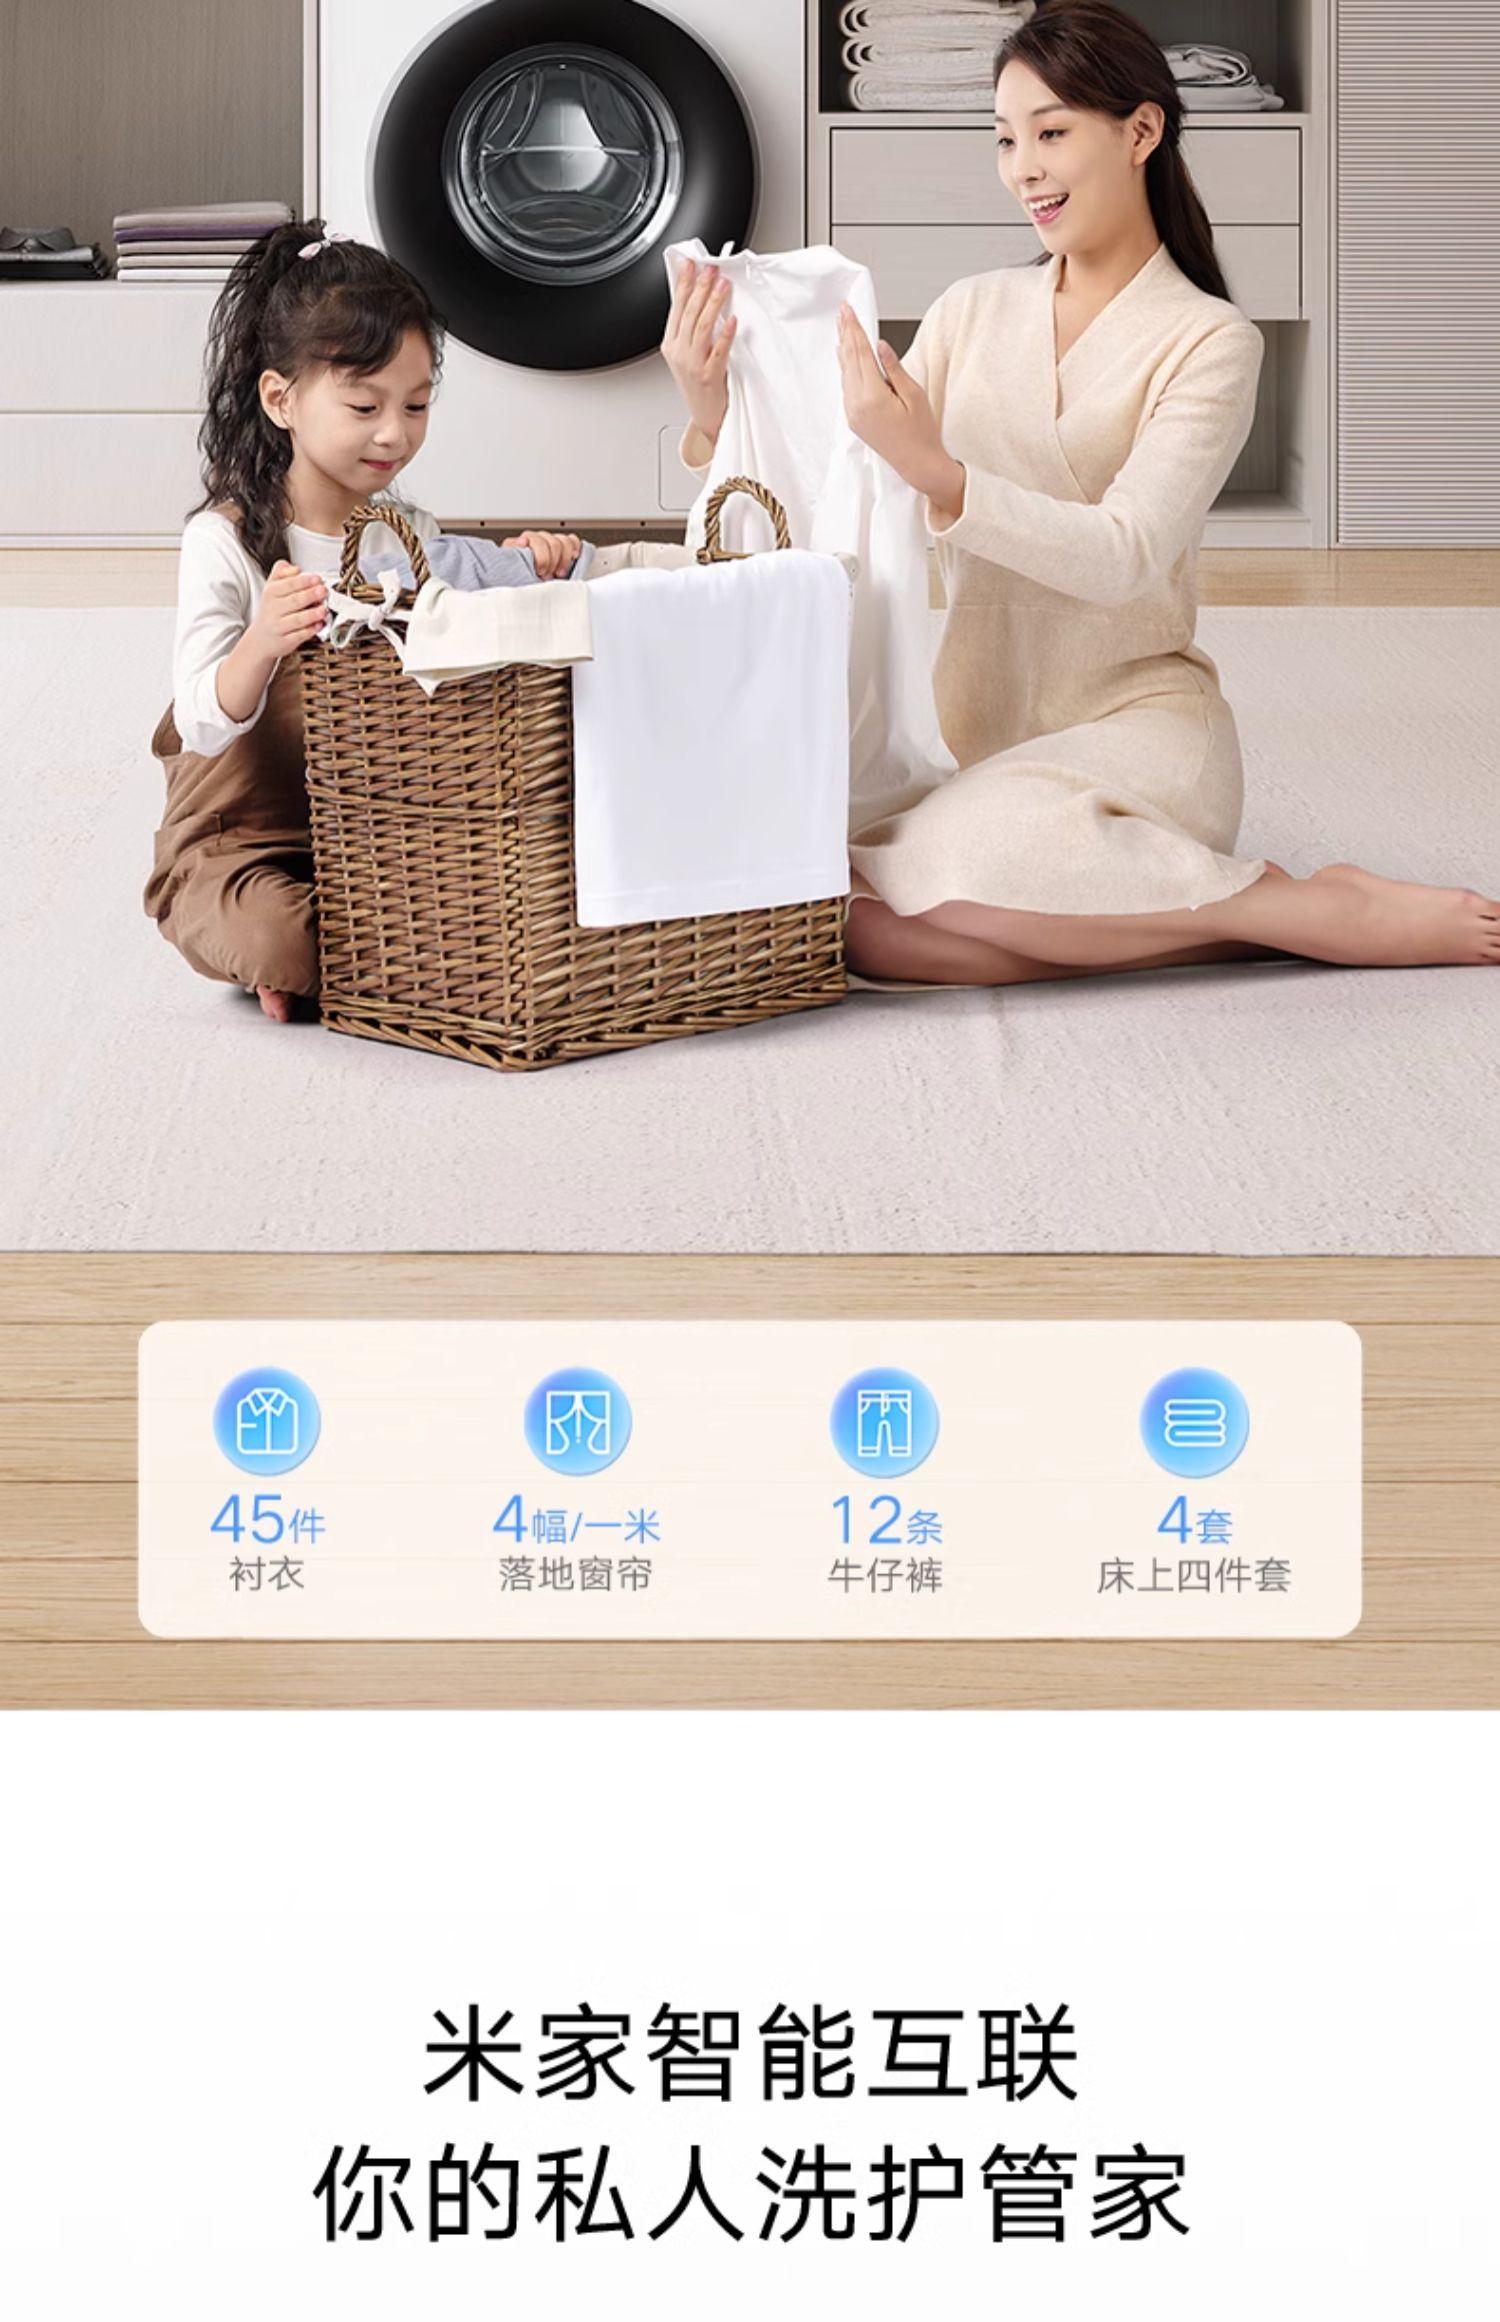 45件
衬衣
4幅/一米
落地窗帘
12条
牛仔裤
4套
床上四件套
米家智能互联
你的私人洗护管家